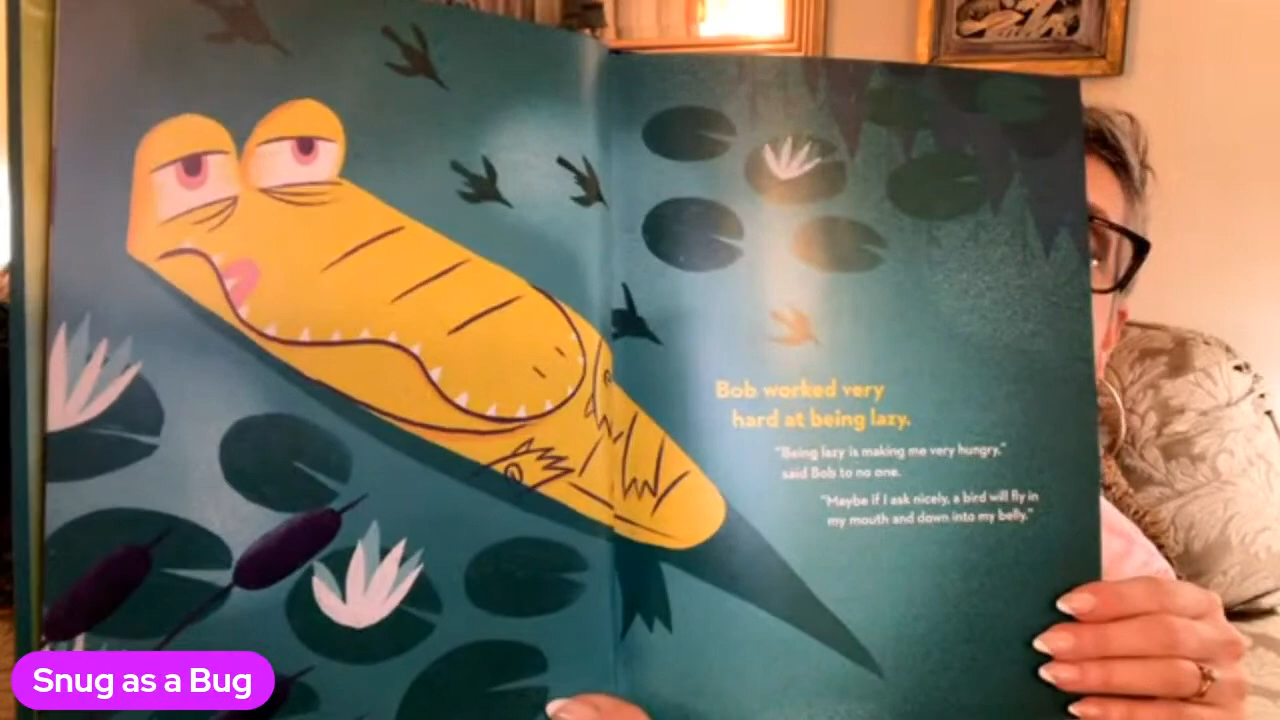 Bob worked very
hard at being lazy.
"Being lazy is making me very hungry,"
said Bob to no one.
"Maybe if I ask nicely, a bird will fly in
my mouth and down into my belly."
Snug as a Bug